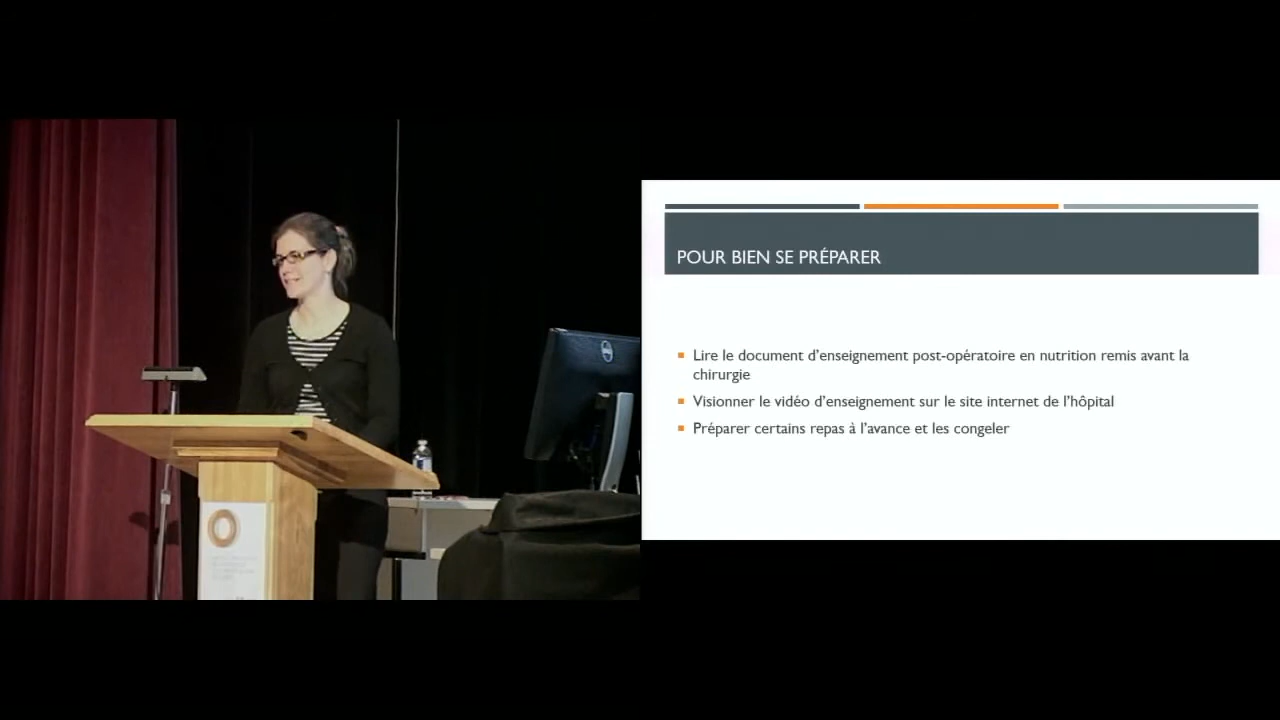 POUR BIEN SE PRÉPARER
Lire le document d'enseignement post-opératoire en nutrition remis avant la
chirurgie
Visionner le vidéo d'enseignement sur le site internet de l'hôpital
Préparer certains repas à l'avance et les congeler